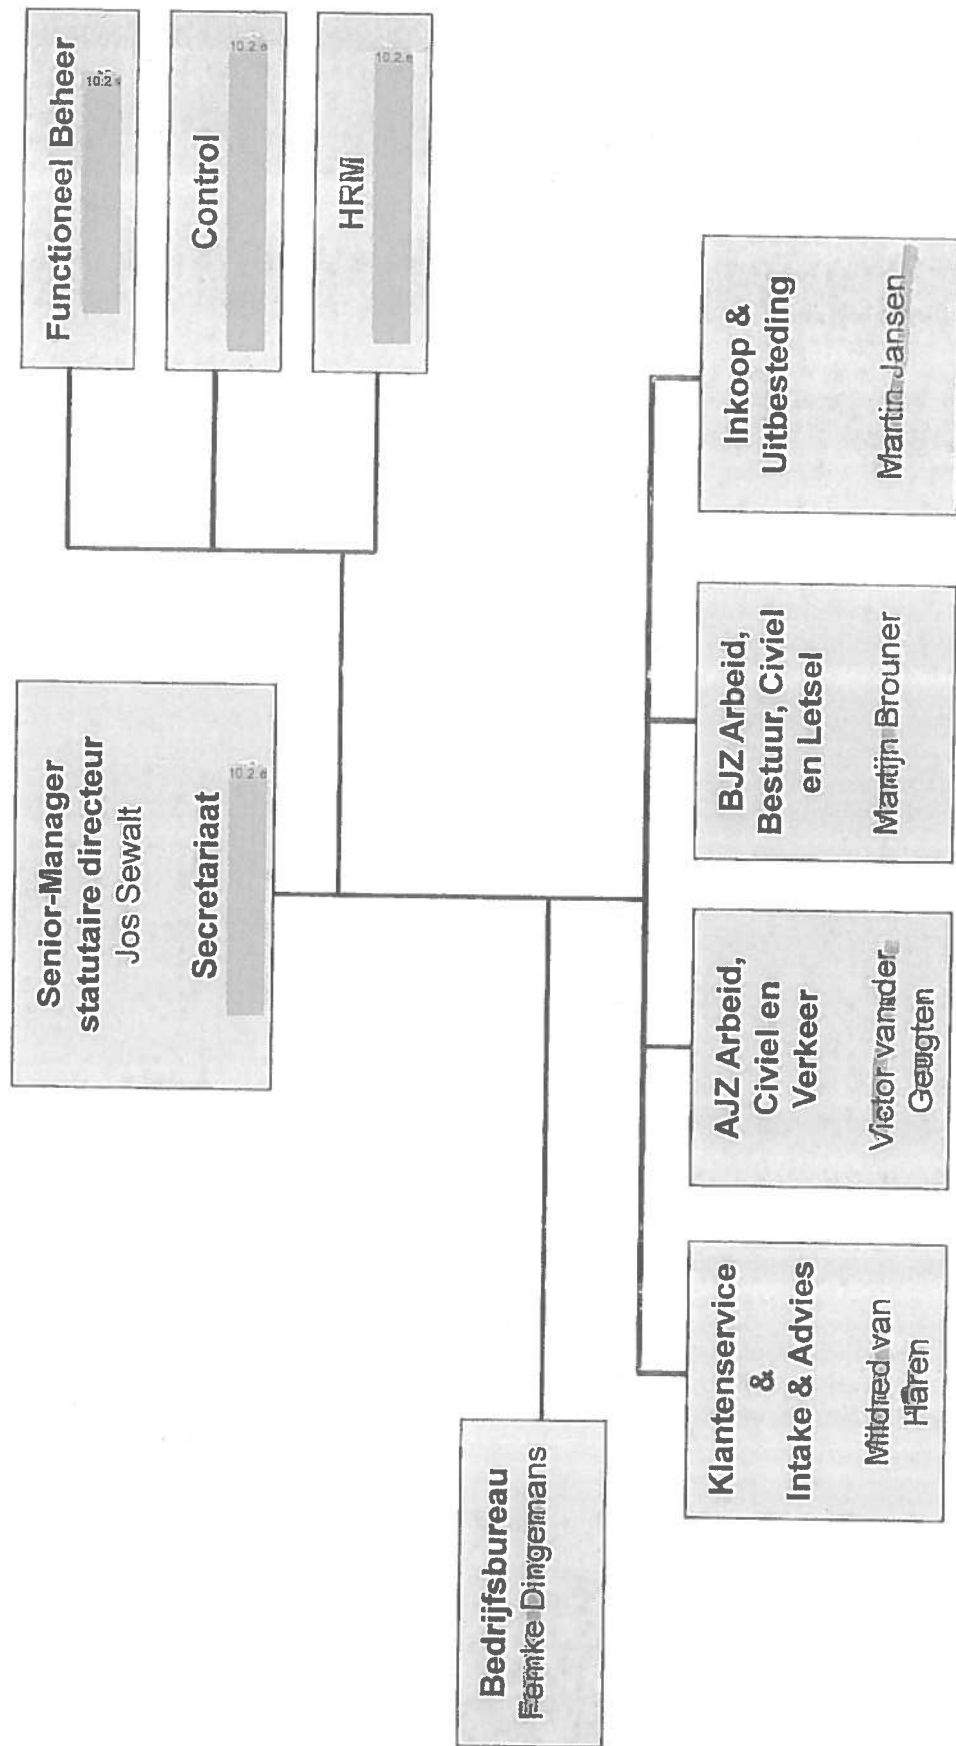 Senior-Manager
statutaire directeur
Jos Sewalt
Secretariaat
10.2.e
Functioneel Beheer
10.2.e
Control
10.2.e
HRM
10.2.e
Bedrijfsbureau
Femke Dingemans
Klantenservice
&
Intake & Advies
Mildred van
Haren
AJZ Arbeid,
Civiel en
Verkeer
Victor van der
Geugten
BJZ Arbeid,
Bestuur, Civiel
en Letsel
Martijn Brouner
Inkoop &
Uitbesteding
Martin Jansen